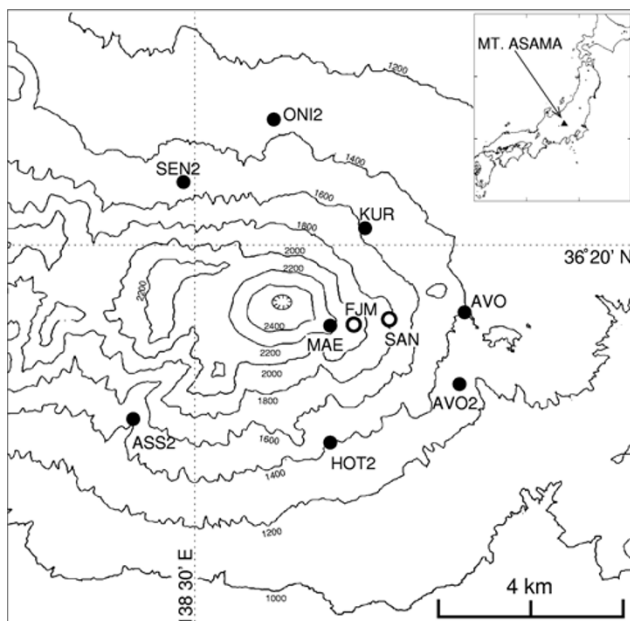 1200
MT. ASAMA
ONI2
1400
SEN2
1600
KUR
1800
2000
2200
36°20' N
2200
AVO
FJM
2400
SAN
MAE
2200
2000
AVO2
1800
ASS2
1600
HOT2
1400
1200
138 30' E
4 km
1000